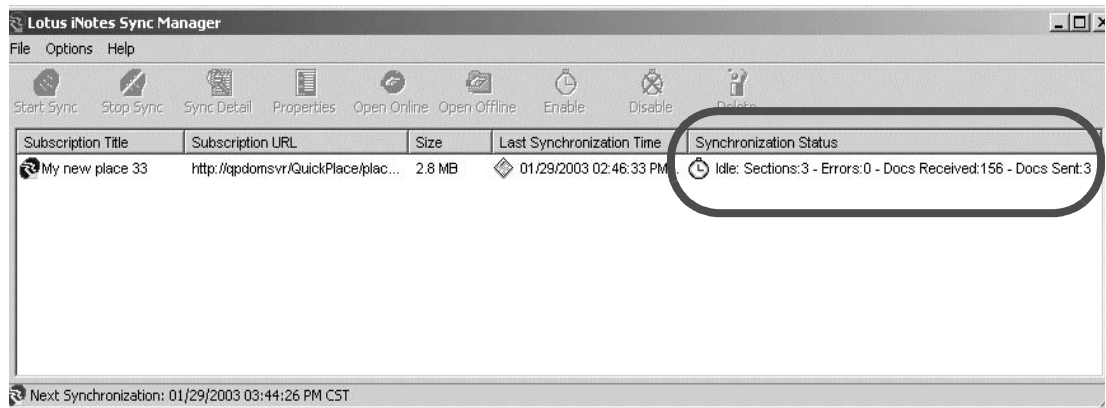 Lotus iNotes Sync Manager
File Options Help
Start Sync Stop Sync Sync Detail Properties Open Online Open Offline Enable Disable Delete
Subscription Title Subscription URL Size Last Synchronization Time Synchronization Status
My new place 33 http://qpdomsvr/QuickPlace/plac... 2.8 MB 01/29/2003 02:46:33 PM... Idle: Sections:3 - Errors:0 - Docs Received:156 - Docs Sent:3
Next Synchronization: 01/29/2003 03:44:26 PM CST